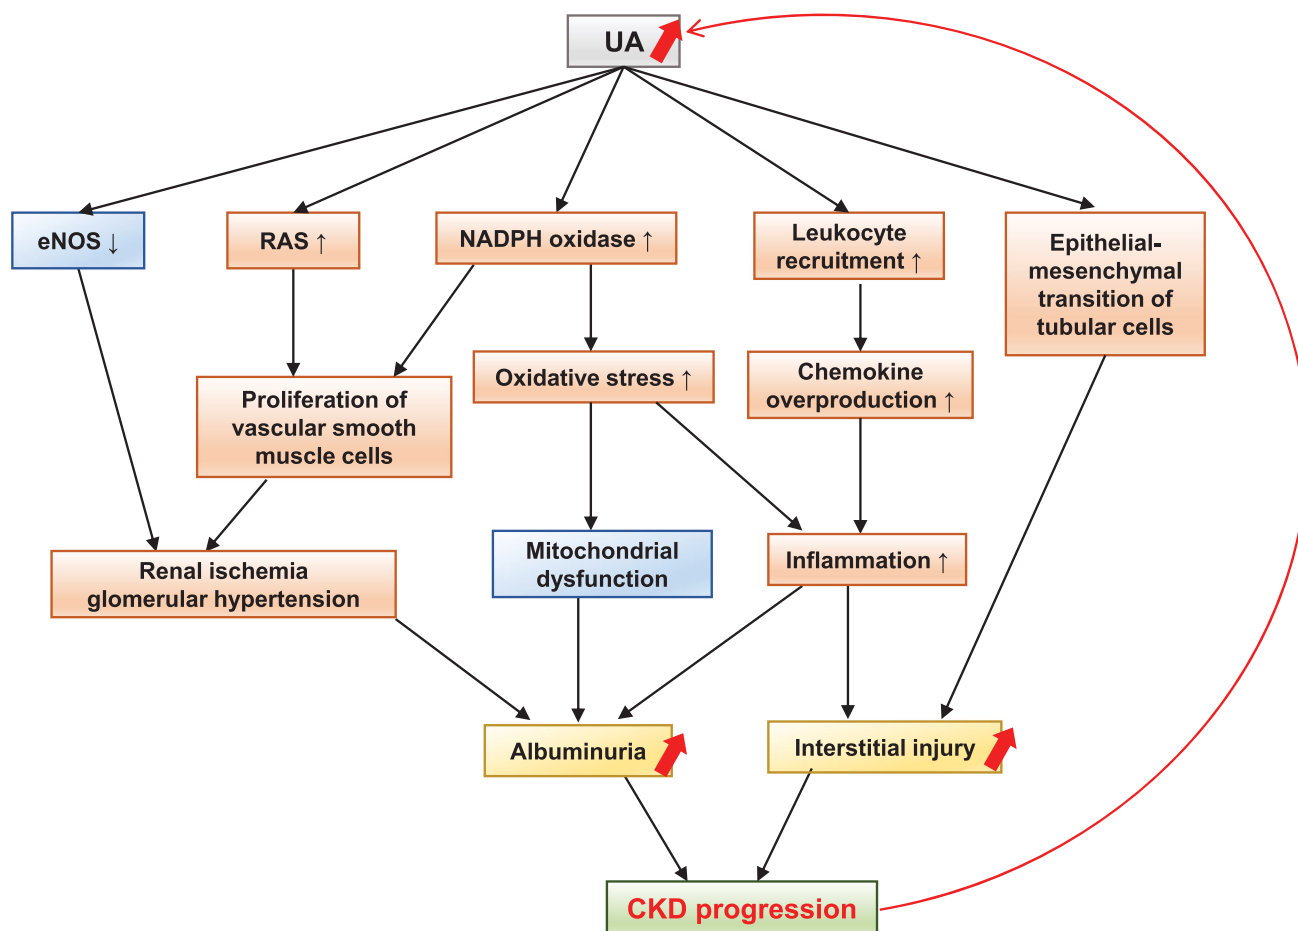 UA
eNOS ↓
RAS ↑
NADPH oxidase ↑
Leukocyte
recruitment ↑
Epithelial-
mesenchymal
transition of
tubular cells
Proliferation of
vascular smooth
muscle cells
Oxidative stress ↑
Chemokine
overproduction ↑
Renal ischemia
glomerular hypertension
Mitochondrial
dysfunction
Inflammation ↑
Albuminuria
Interstitial injury
CKD progression